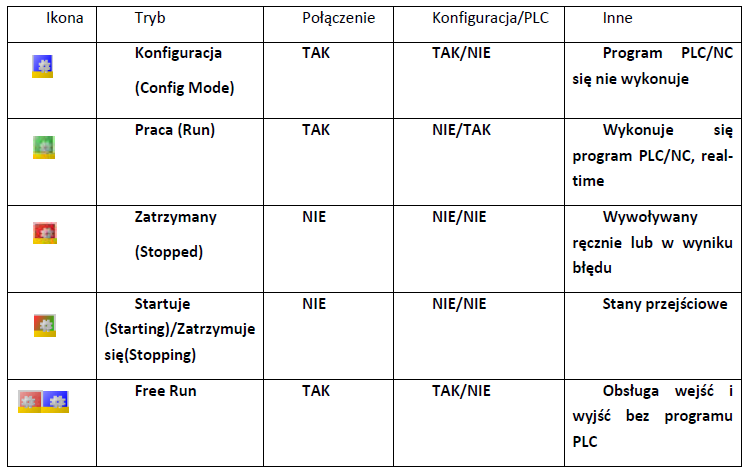 Ikona Tryb Połączenie Konfiguracja/PLC Inne
Konfiguracja TAK TAK/NIE Program PLC/NC
(Config Mode) się nie wykonuje
Praca (Run) TAK NIE/TAK Wykonuje się
program PLC/NC, real-
time
Zatrzymany NIE NIE/NIE Wywoływany
(Stopped) ręcznie lub w wyniku
błędu
Startuje NIE NIE/NIE Stany przejściowe
(Starting)/Zatrzymuje
się(Stopping)
Free Run TAK TAK/NIE Obsługa wejść i
wyjść bez programu
PLC